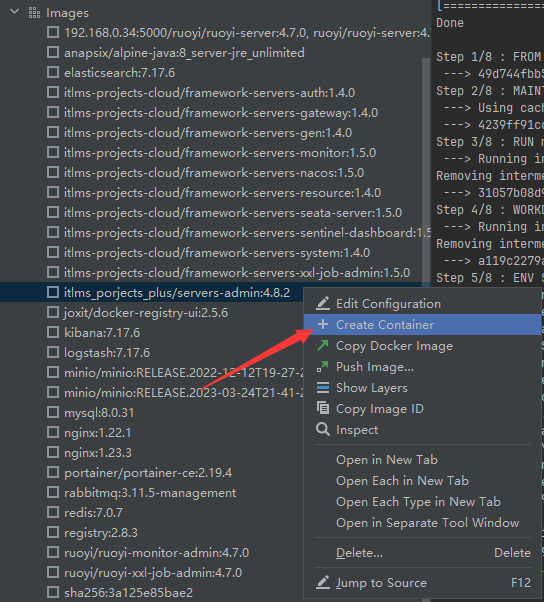 Images
192.168.0.34:5000/ruoyi/ruoyi-server:4.7.0, ruoyi/ruoyi-server:4.
anapsix/alpine-java:8_server-jre_unlimited
elasticsearch:7.17.6
itlms-projects-cloud/framework-servers-auth:1.4.0
itlms-projects-cloud/framework-servers-gateway:1.4.0
itlms-projects-cloud/framework-servers-gen:1.4.0
itlms-projects-cloud/framework-servers-monitor:1.5.0
itlms-projects-cloud/framework-servers-nacos:1.5.0
itlms-projects-cloud/framework-servers-resource:1.4.0
itlms-projects-cloud/framework-servers-seata-server:1.5.0
itlms-projects-cloud/framework-servers-sentinel-dashboard:1.5
itlms-projects-cloud/framework-servers-system:1.4.0
itlms-projects-cloud/framework-servers-xxl-job-admin:1.5.0
itlms_porjects_plus/servers-admin:4.8.2
joxit/docker-registry-ui:2.5.6
kibana:7.17.6
logstash:7.17.6
minio/minio:RELEASE.2022-12-12T19-27-2
minio/minio:RELEASE.2023-03-24T21-41-2
mysql:8.0.31
nginx:1.22.1
nginx:1.23.3
portainer/portainer-ce:2.19.4
rabbitmq:3.11.5-management
redis:7.0.7
registry:2.8.3
ruoyi/ruoyi-monitor-admin:4.7.0
ruoyi/ruoyi-xxl-job-admin:4.7.0
sha256:3a125e85bae2
[================
Done
Step 1/8 : FROM
---> 49d744fbb5
Step 2/8 : MAINT
---> Using cach
---> 4239ff91cc
Step 3/8 : RUN m
---> Running in
Removing interme
---> 31057b08d9
Step 4/8 : WORKD
---> Running in
Removing interme
---> a119c2279a
Step 5/8 : ENV S
Edit Configuration
Create Container
Copy Docker Image
Push Image...
Show Layers
Copy Image ID
Inspect
Open in New Tab
Open Each in New Tab
Open Each Type in New Tab
Open in Separate Tool Window
Delete... Delete
Jump to Source F12